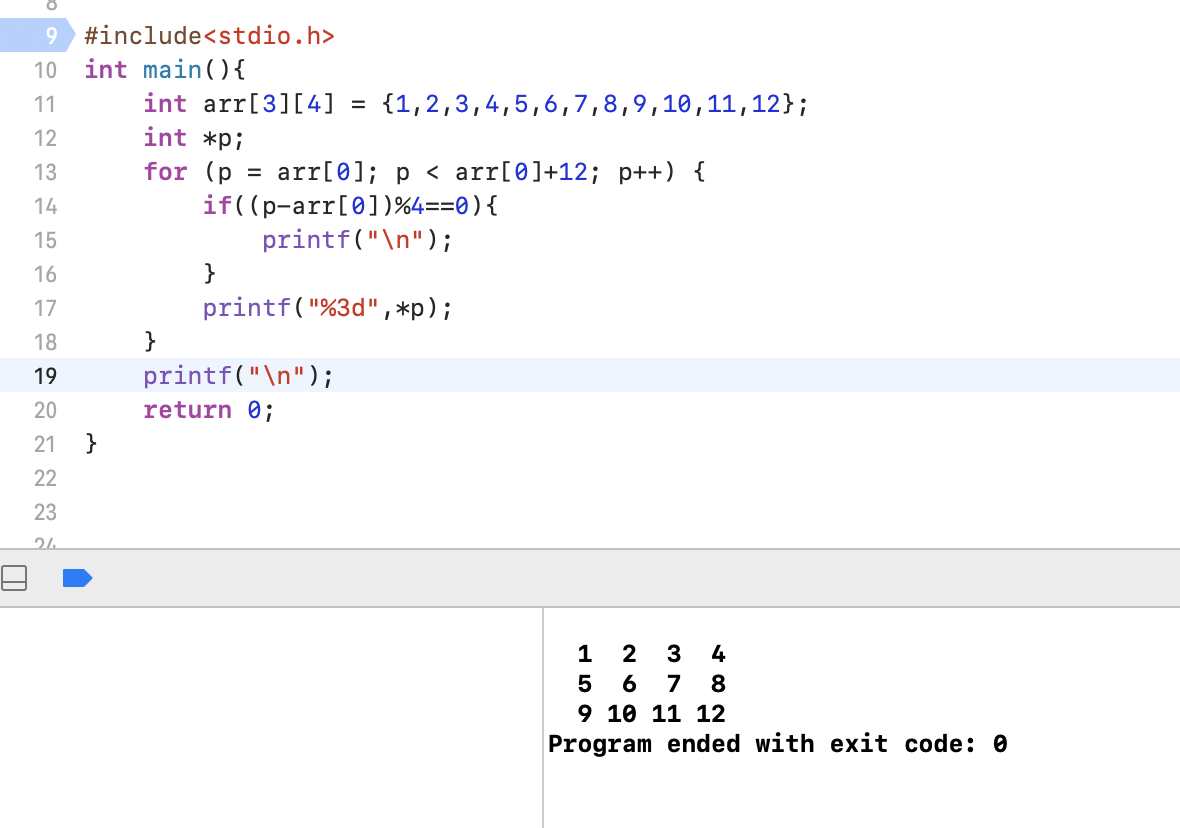 8
9 #include<stdio.h>
10 int main(){
11     int arr[3][4] = {1,2,3,4,5,6,7,8,9,10,11,12};
12     int *p;
13     for (p = arr[0]; p < arr[0]+12; p++) {
14         if((p-arr[0])%4==0){
15             printf("\n");
16         }
17         printf("%3d",*p);
18     }
19     printf("\n");
20     return 0;
21 }
22
23
24
  1  2  3  4
  5  6  7  8
  9 10 11 12
Program ended with exit code: 0